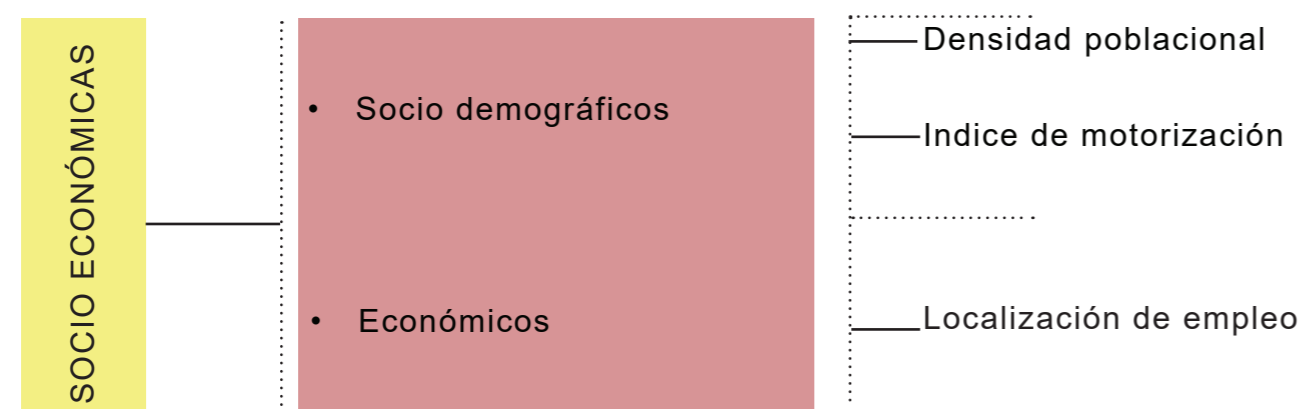 SOCIO ECONÓMICAS
• Socio demográficos
• Económicos
Densidad poblacional
Indice de motorización
Localización de empleo